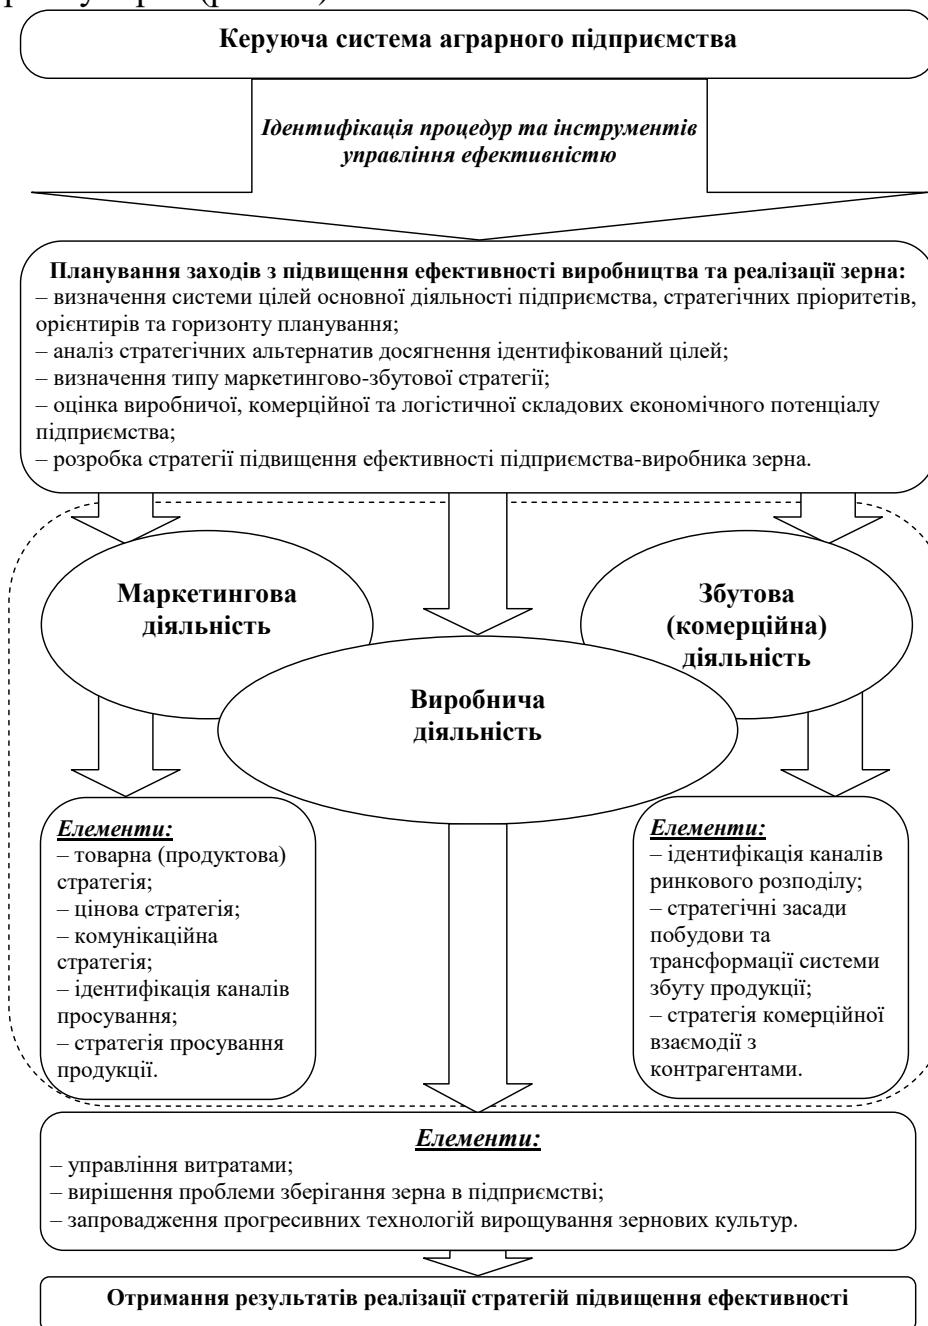 Керуюча система аграрного підприємства
Ідентифікація процедур та інструментів
управління ефективністю
Планування заходів з підвищення ефективності виробництва та реалізації зерна:
– визначення системи цілей основної діяльності підприємства, стратегічних пріоритетів,
орієнтирів та горизонту планування;
– аналіз стратегічних альтернатив досягнення ідентифікований цілей;
– визначення типу маркетингово-збутової стратегії;
– оцінка виробничої, комерційної та логістичної складових економічного потенціалу
підприємства;
– розробка стратегії підвищення ефективності підприємства-виробника зерна.
Маркетингова
діяльність
Збутова
(комерційна)
діяльність
Виробнича
діяльність
Елементи:
– товарна (продуктова)
стратегія;
– цінова стратегія;
– комунікаційна
стратегія;
– ідентифікація каналів
просування;
– стратегія просування
продукції.
Елементи:
– ідентифікація каналів
ринкового розподілу;
– стратегічні засади
побудови та
трансформації системи
збуту продукції;
– стратегія комерційної
взаємодії з
контрагентами.
Елементи:
– управління витратами;
– вирішення проблеми зберігання зерна в підприємстві;
– запровадження прогресивних технологій вирощування зернових культур.
Отримання результатів реалізації стратегій підвищення ефективності